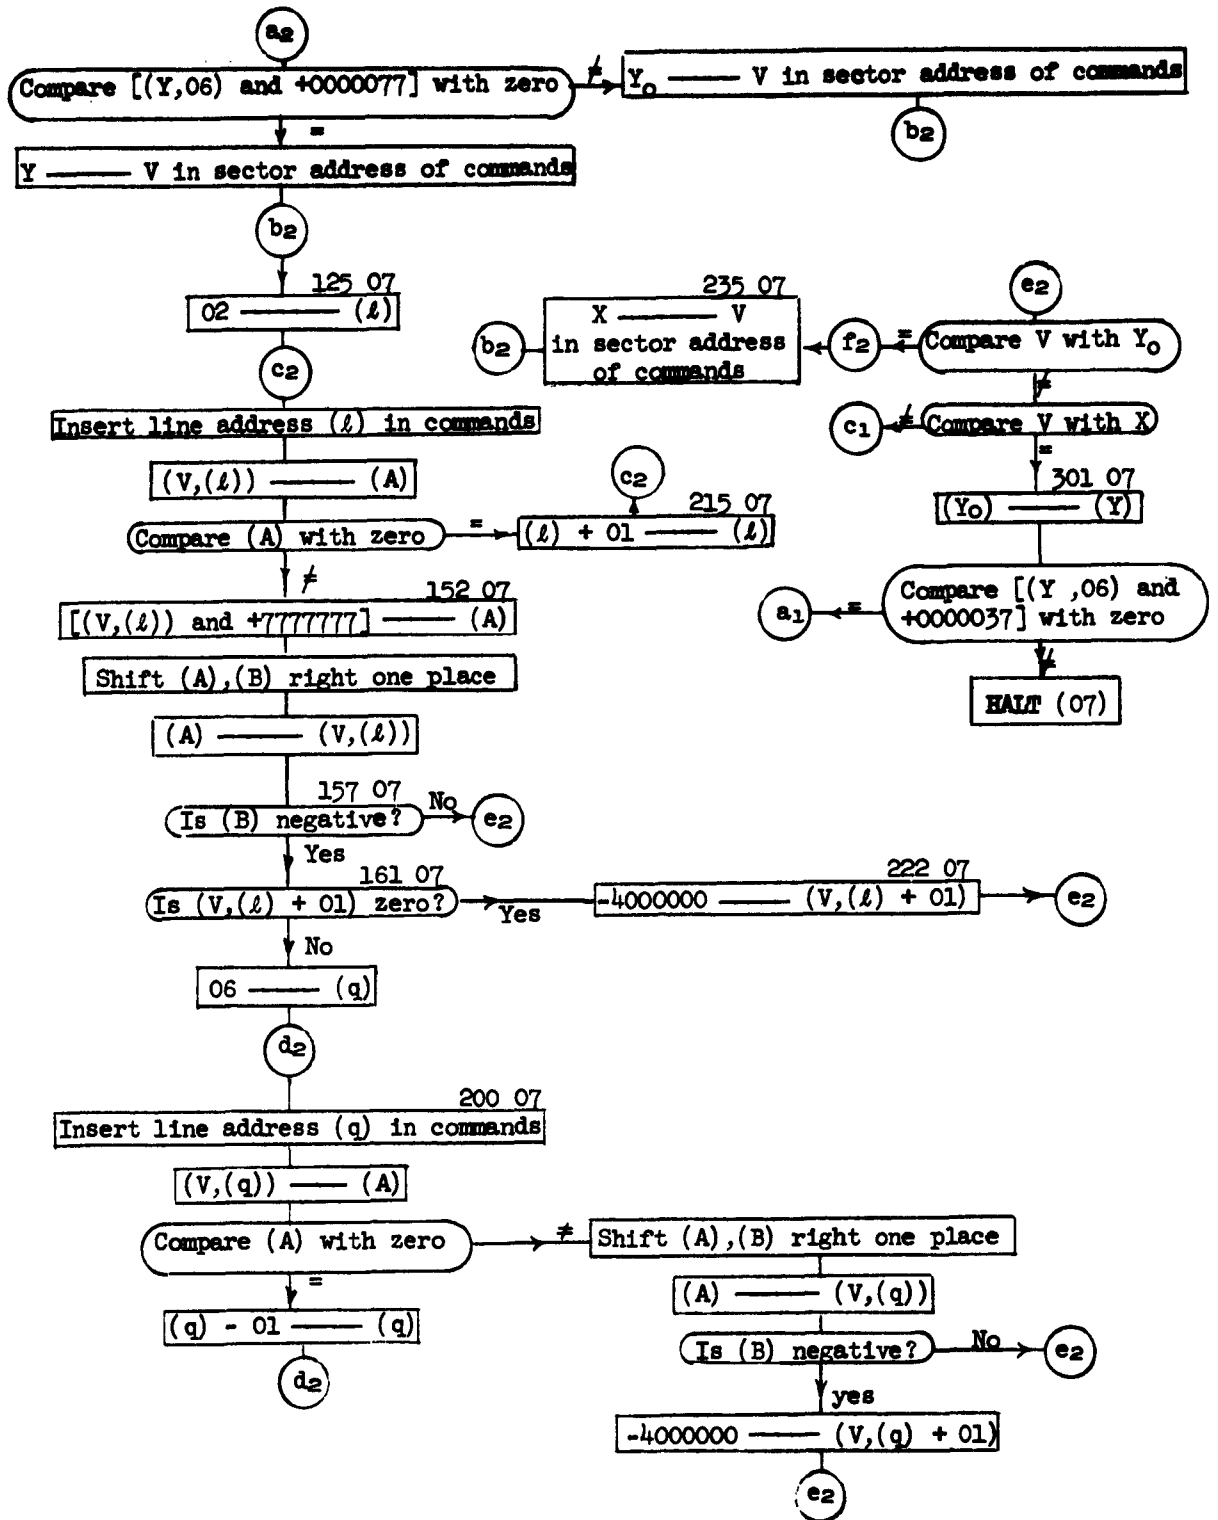 a2
Compare [(Y,06) and +0000077] with zero
≠
Y₀ —— V in sector address of commands
b2
=
Y —— V in sector address of commands
b2
125 07
02 —— (ℓ)
c2
Insert line address (ℓ) in commands
(V,(ℓ)) —— (A)
Compare (A) with zero
=
215 07
(ℓ) + 01 —— (ℓ)
c2
≠
152 07
[(V,(ℓ)) and +7777777] —— (A)
Shift (A),(B) right one place
(A) —— (V,(ℓ))
157 07
Is (B) negative?
No
e2
Yes
161 07
Is (V,(ℓ) + 01) zero?
Yes
222 07
-4000000 —— (V,(ℓ) + 01)
e2
No
06 —— (q)
d2
200 07
Insert line address (q) in commands
(V,(q)) —— (A)
Compare (A) with zero
=
(q) - 01 —— (q)
d2
≠
Shift (A),(B) right one place
(A) —— (V,(q))
Is (B) negative?
No
e2
yes
-4000000 —— (V,(q) + 01)
e2
e2
Compare V with Y₀
=
f2
235 07
X —— V
in sector address
of commands
b2
≠
Compare V with X
≠
c1
=
301 07
(Y₀) —— (Y)
Compare [(Y ,06) and
+0000037] with zero
=
a1
≠
HALT (07)